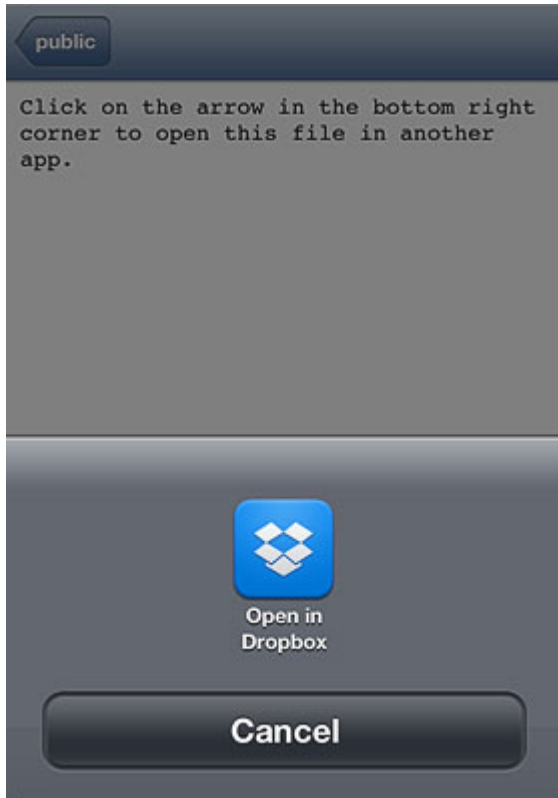 public
Click on the arrow in the bottom right
corner to open this file in another
app.
Open in
Dropbox
Cancel